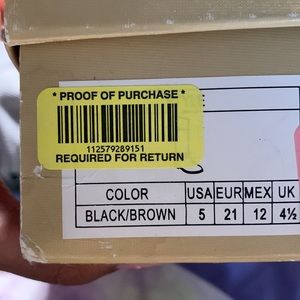 * PROOF OF PURCHASE *
112579289151
REQUIRED FOR RETURN
COLOR USA EUR MEX UK
BLACK/BROWN 5 21 12 4½